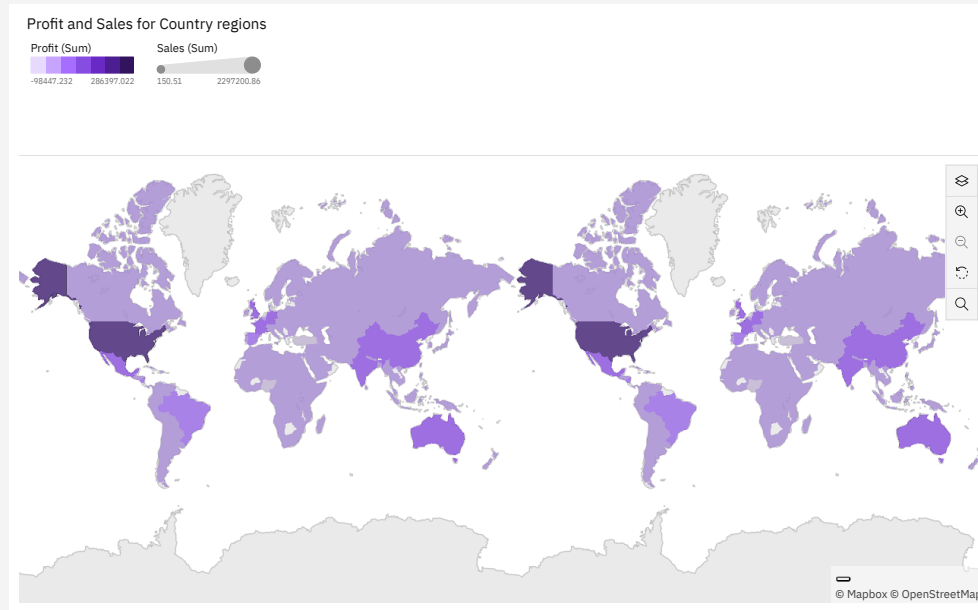 Profit and Sales for Country regions
Profit (Sum)
Sales (Sum)
-98447.232
286397.022
150.51
2297200.86
© Mapbox © OpenStreetMap